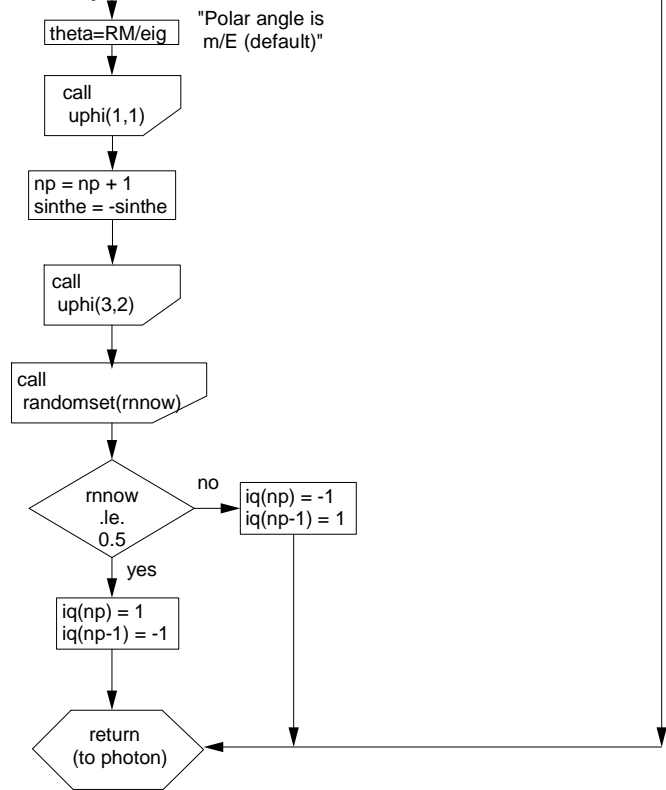 theta=RM/eig
"Polar angle is
m/E (default)"
call
uphi(1,1)
np = np + 1
sinthe = -sinthe
call
uphi(3,2)
call
randomset(rnnow)
rnnow
.le.
0.5
no
iq(np) = -1
iq(np-1) = 1
yes
iq(np) = 1
iq(np-1) = -1
return
(to photon)